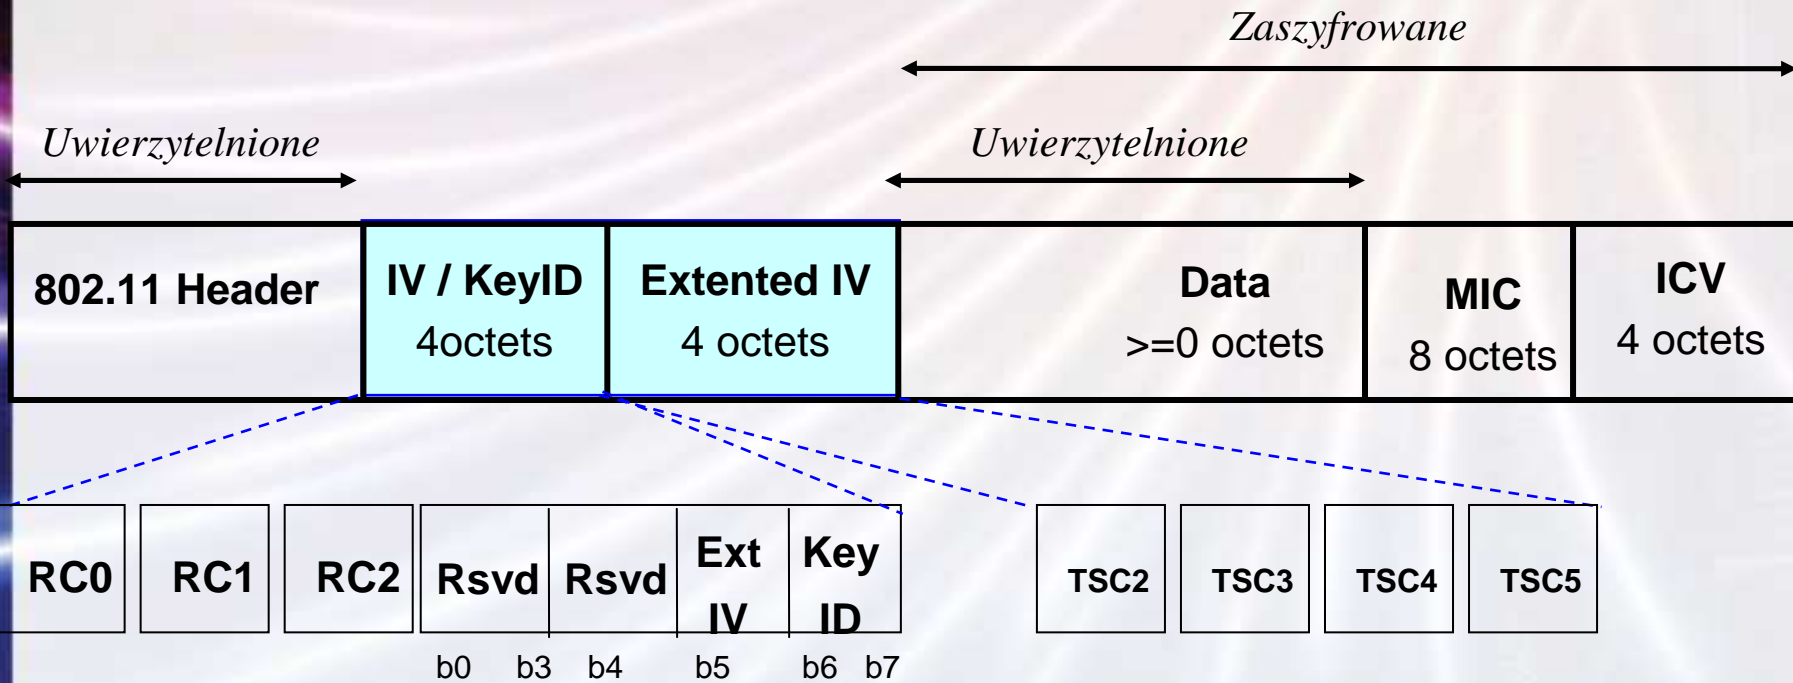 Zaszyfrowane
Uwierzytelnione
Uwierzytelnione
802.11 Header
IV / KeyID
4octets
Extented IV
4 octets
Data
>=0 octets
MIC
8 octets
ICV
4 octets
RC0
RC1
RC2
Rsvd
Rsvd
Ext
IV
Key
ID
TSC2
TSC3
TSC4
TSC5
b0 b3 b4 b5 b6 b7